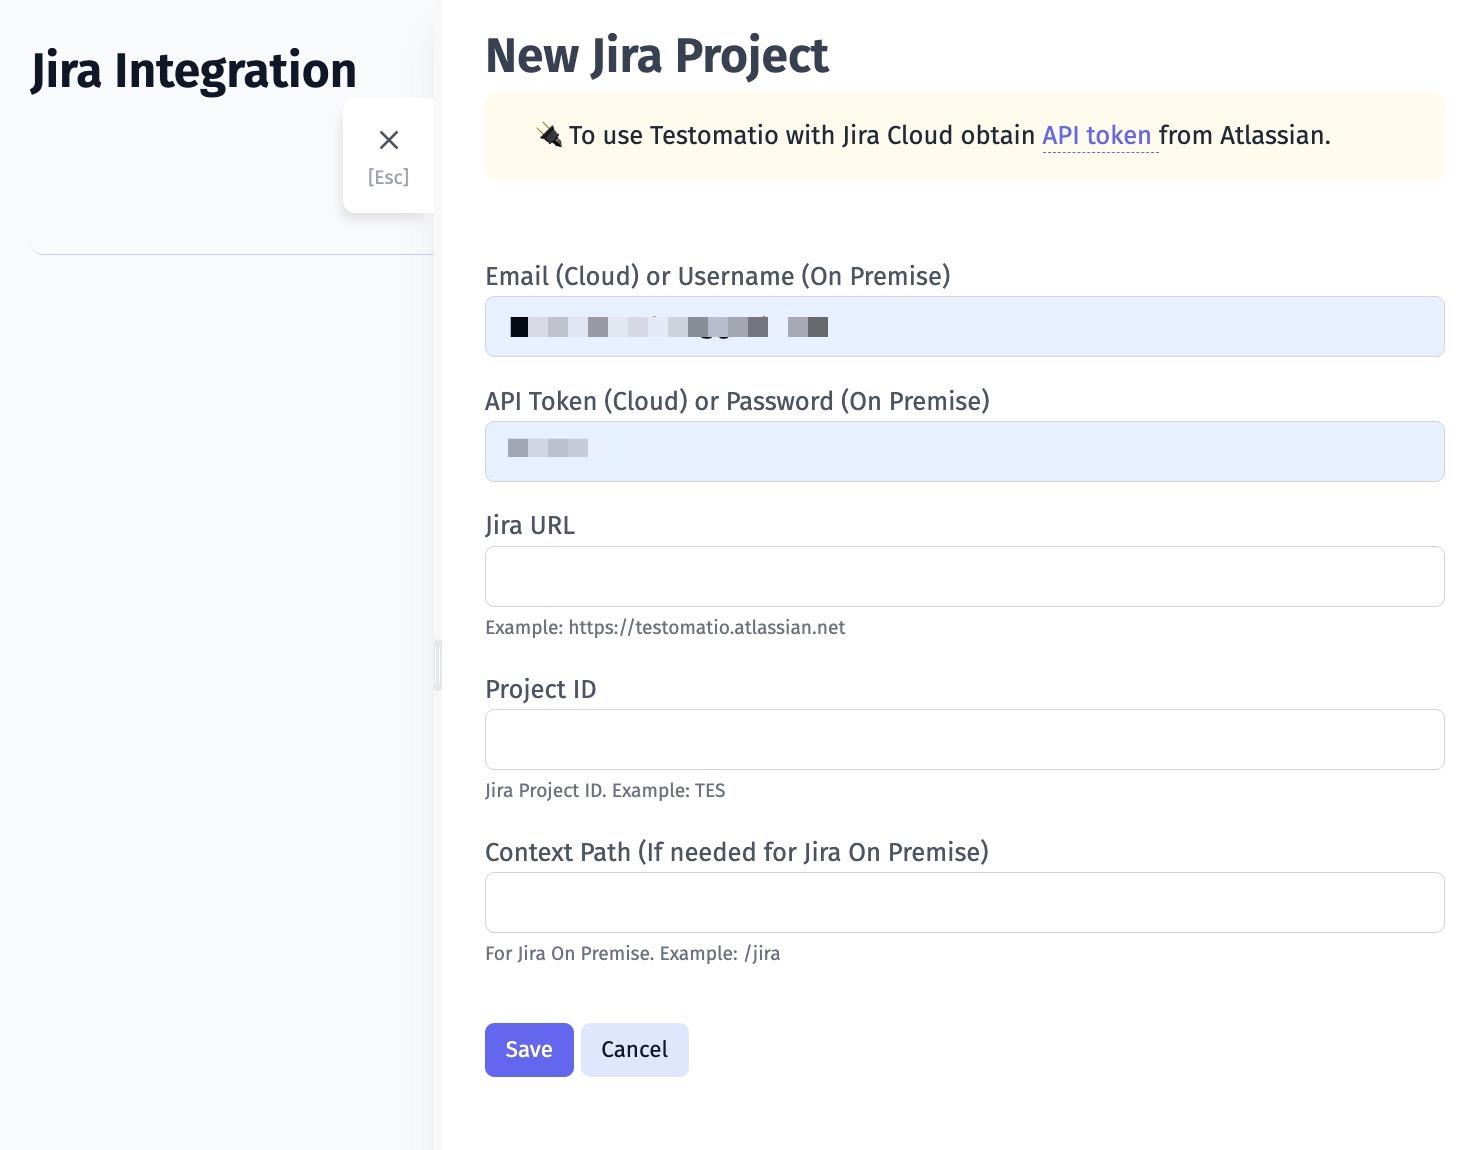 Jira Integration
[Esc]
New Jira Project
To use Testomatio with Jira Cloud obtain API token from Atlassian.
Email (Cloud) or Username (On Premise)
API Token (Cloud) or Password (On Premise)
Jira URL
Example: https://testomatio.atlassian.net
Project ID
Jira Project ID. Example: TES
Context Path (If needed for Jira On Premise)
For Jira On Premise. Example: /jira
Save
Cancel